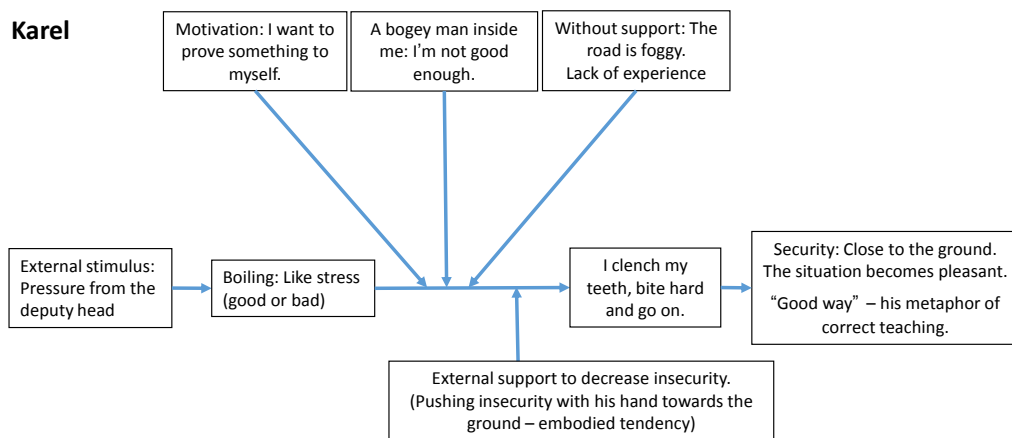 Karel
Motivation: I want to
prove something to
myself.
A bogey man inside
me: I’m not good
enough.
Without support: The
road is foggy.
Lack of experience
External stimulus:
Pressure from the
deputy head
Boiling: Like stress
(good or bad)
I clench my
teeth, bite hard
and go on.
Security: Close to the ground.
The situation becomes pleasant.
“Good way” – his metaphor of
correct teaching.
External support to decrease insecurity.
(Pushing insecurity with his hand towards the
ground – embodied tendency)